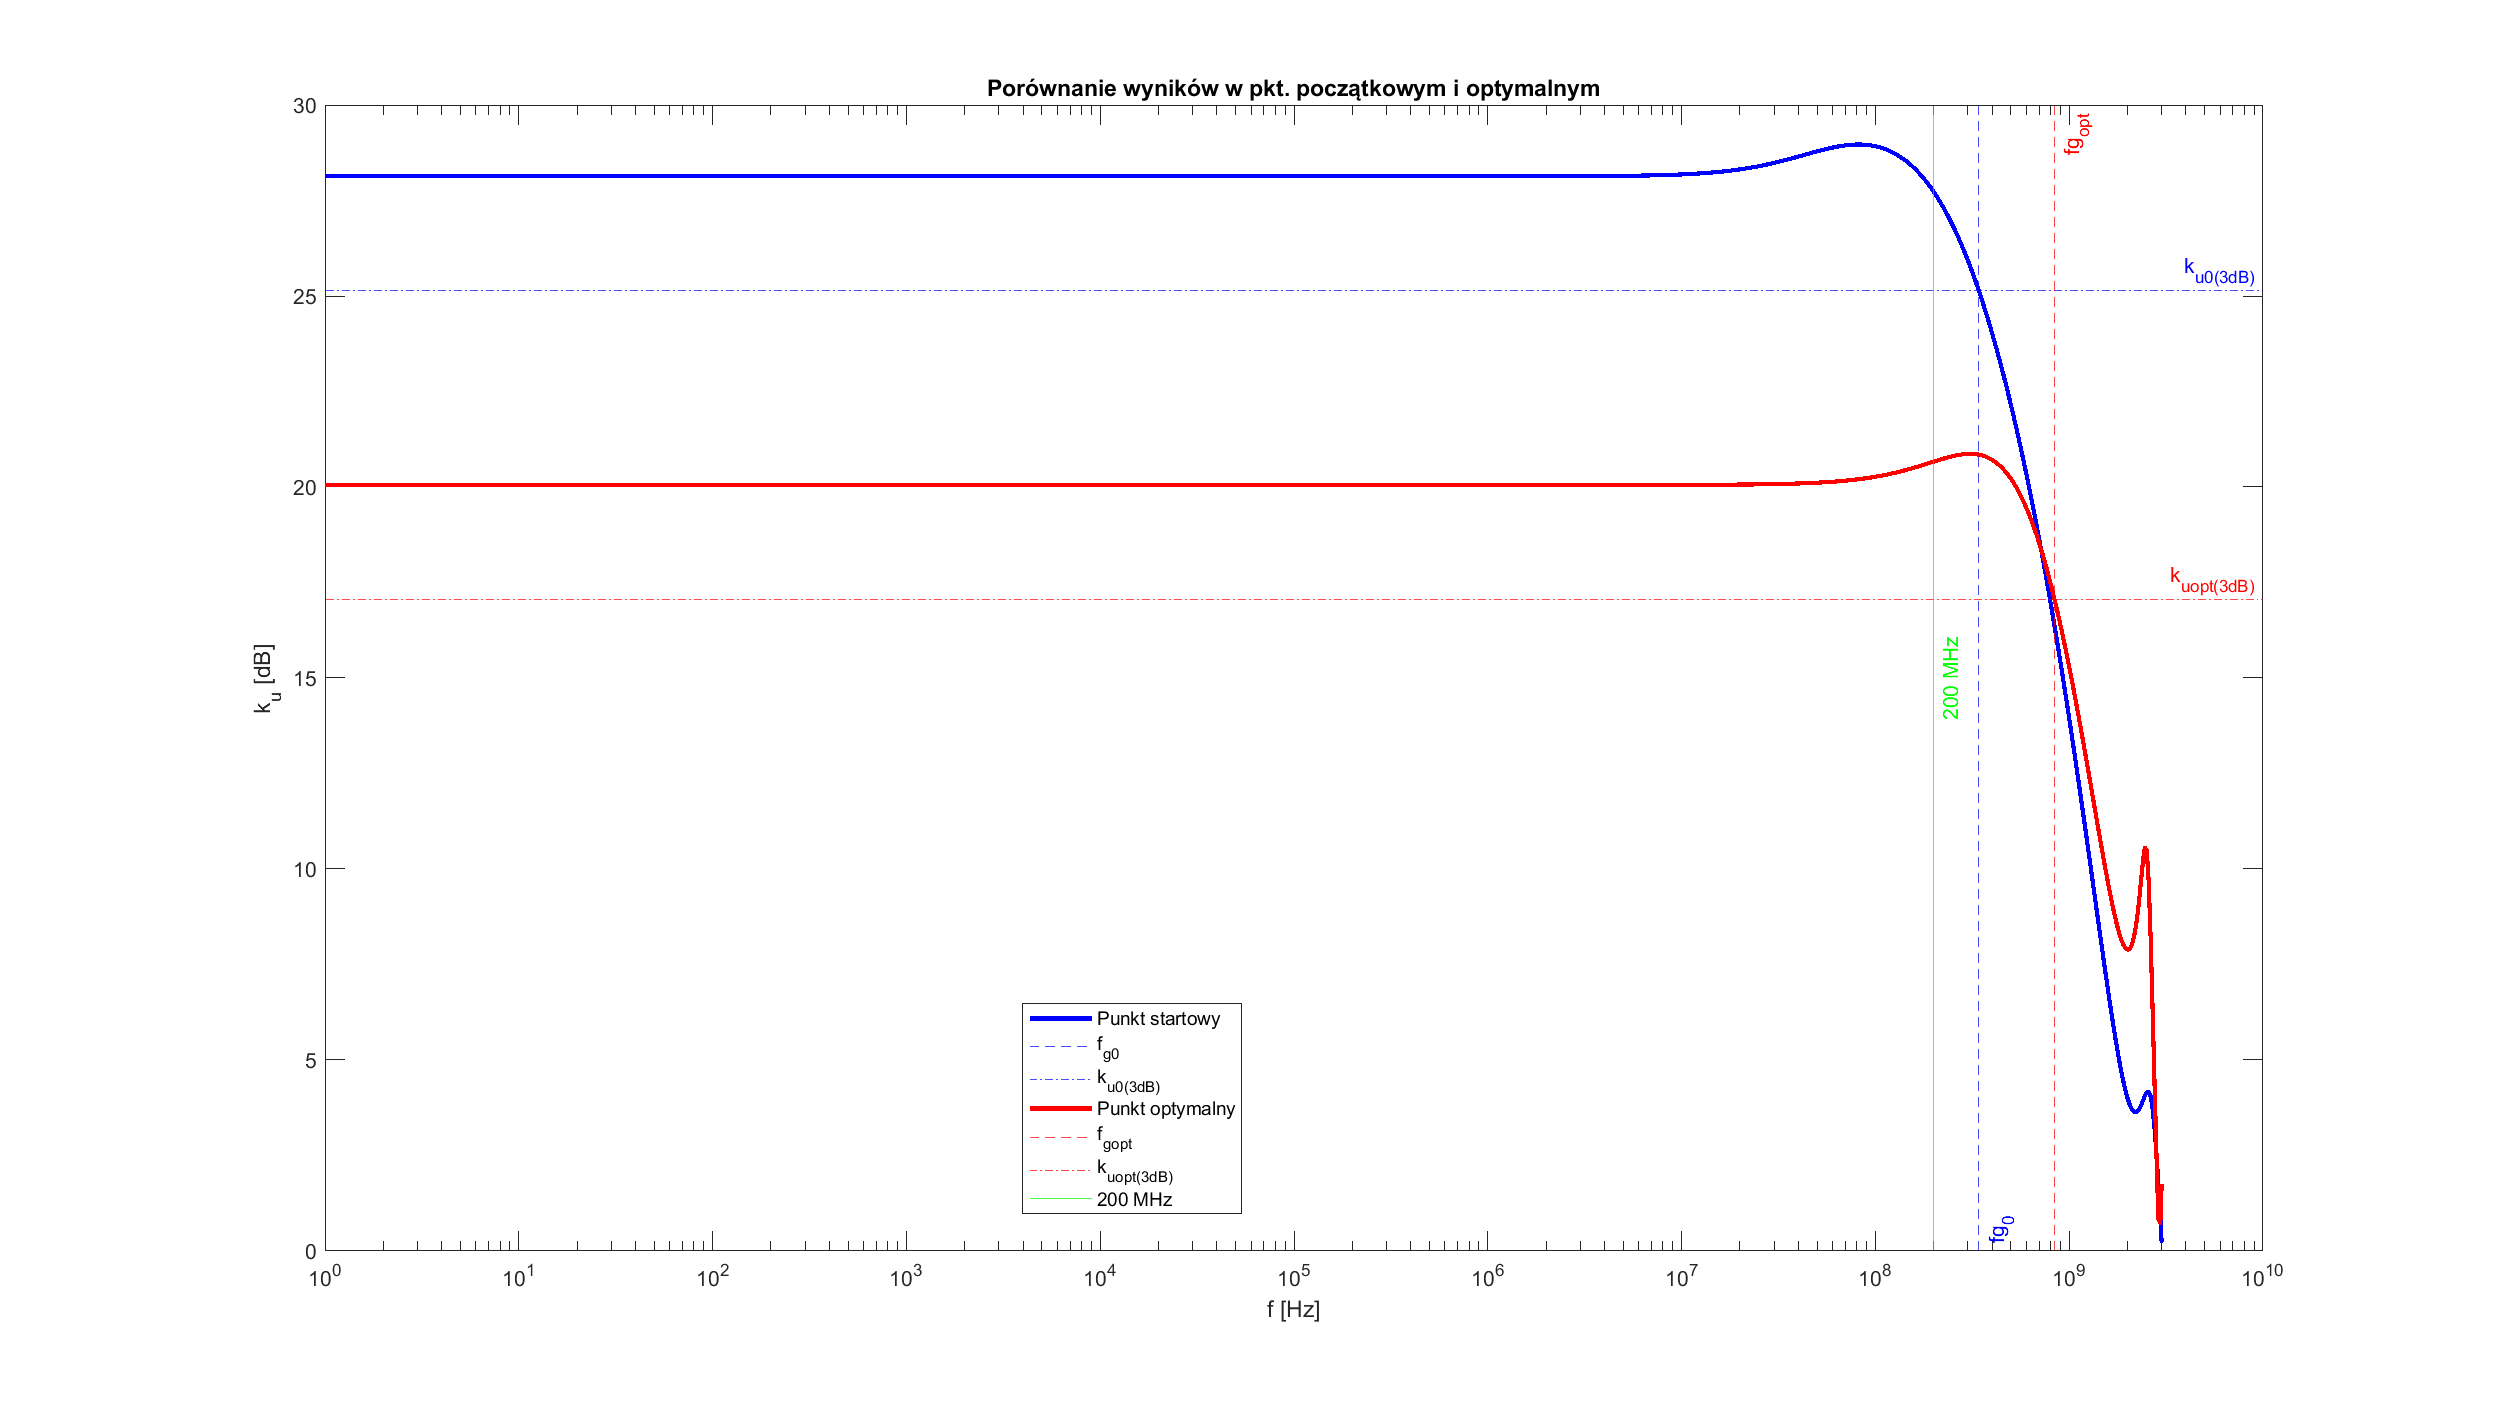 Porównanie wyników w pkt. początkowym i optymalnym
30
25
20
15
10
5
0
k_u [dB]
fg_opt
k_u0(3dB)
k_uopt(3dB)
200 MHz
fg_0
Punkt startowy
f_g0
k_u0(3dB)
Punkt optymalny
f_gopt
k_uopt(3dB)
200 MHz
10^0 10^1 10^2 10^3 10^4 10^5 10^6 10^7 10^8 10^9 10^10
f [Hz]